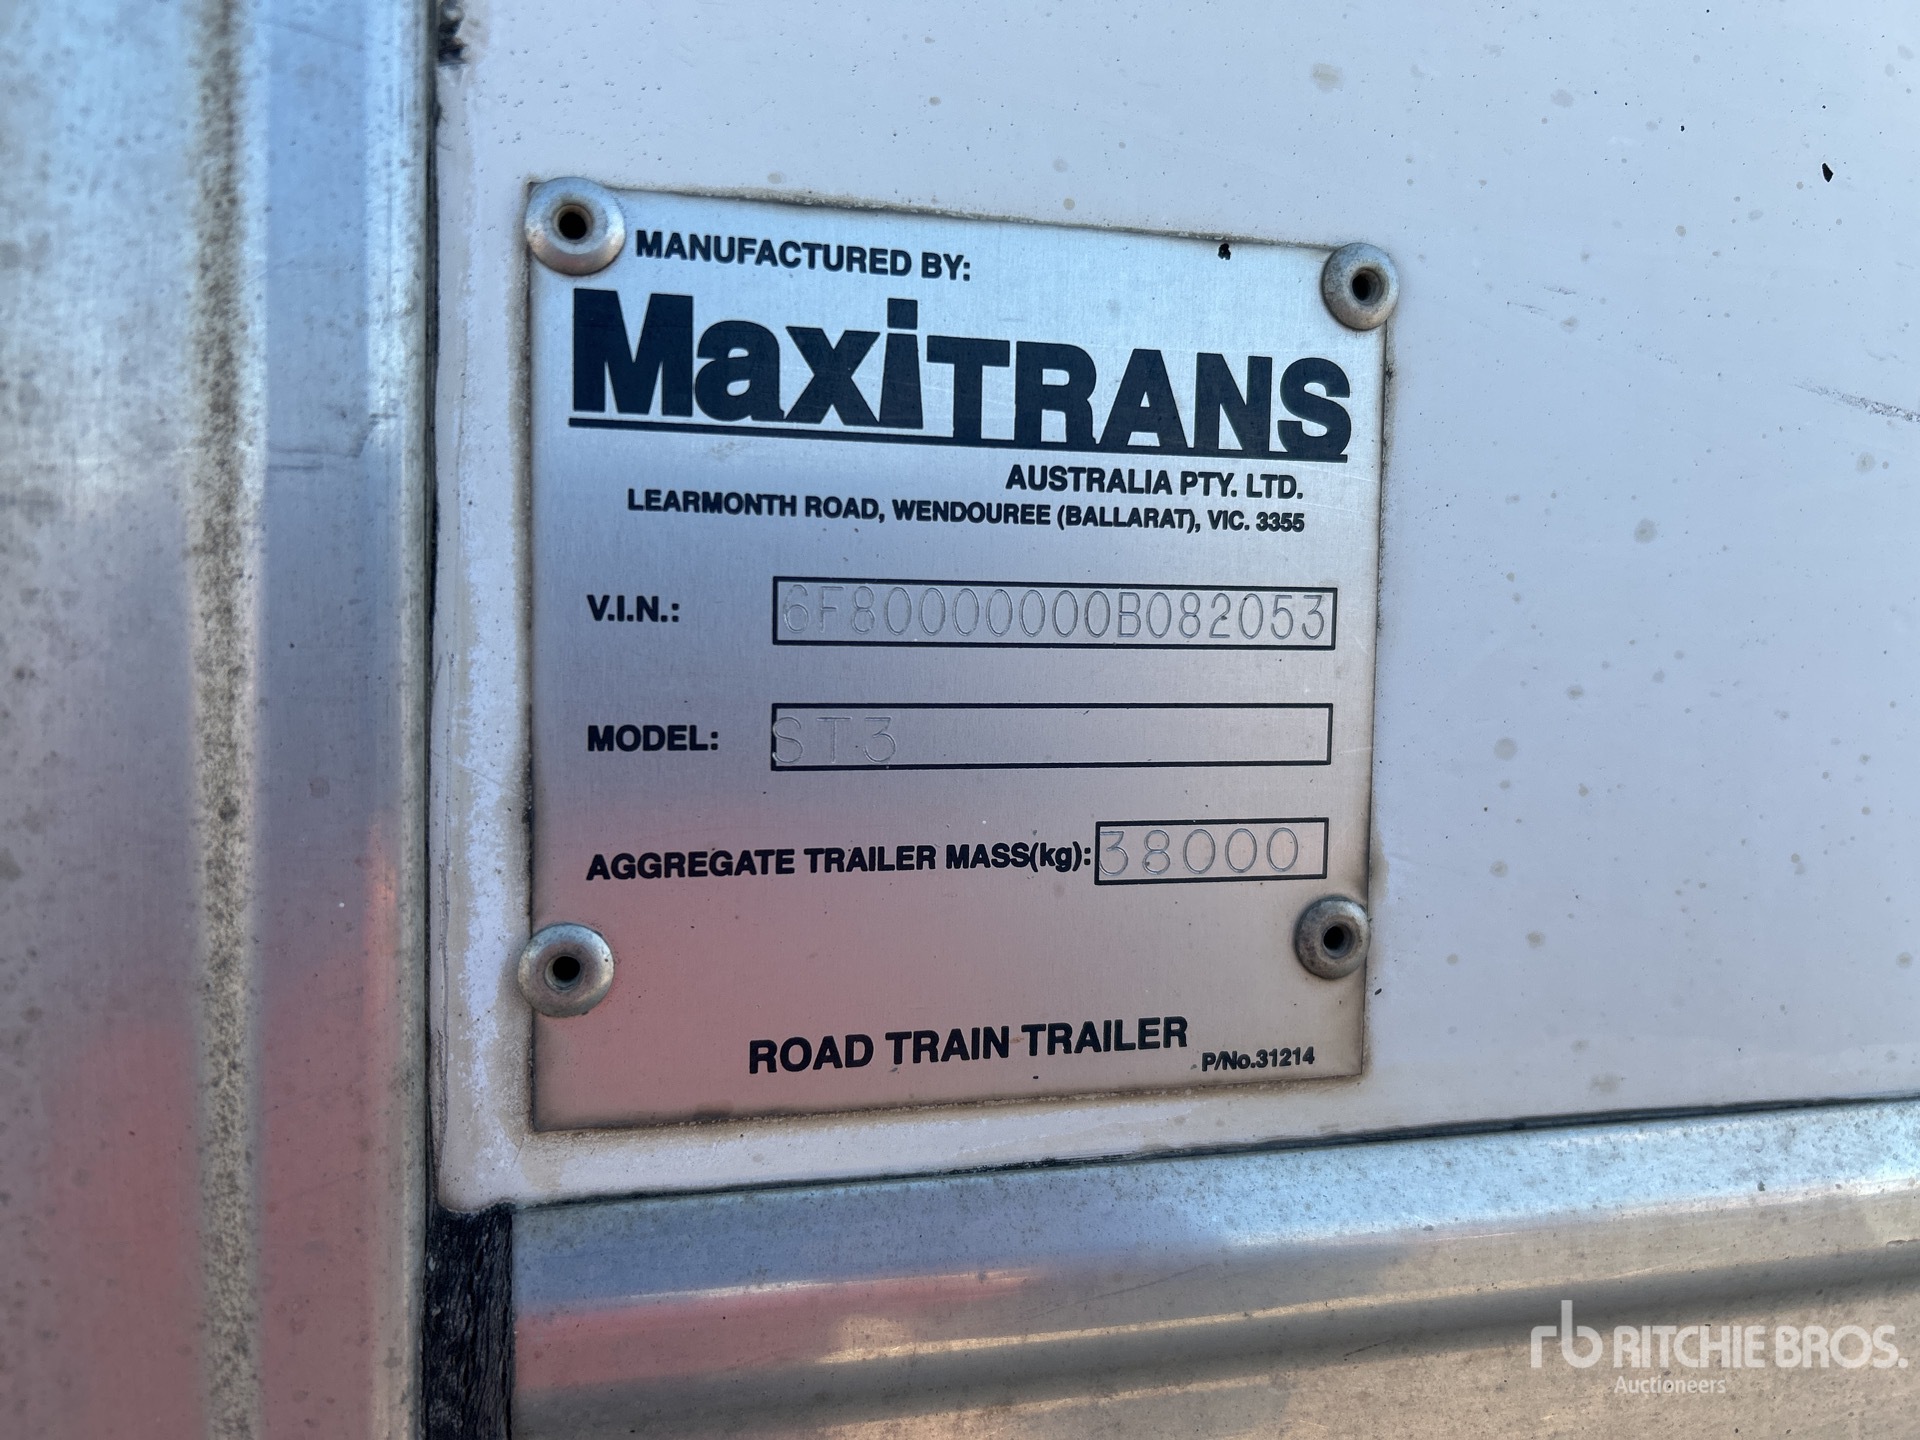 MANUFACTURED BY:
MaxiTRANS
AUSTRALIA PTY. LTD.
LEARMONTH ROAD, WENDOUREE (BALLARAT), VIC. 3355
V.I.N.: 6F80000000B082053
MODEL: ST3
AGGREGATE TRAILER MASS(kg): 38000
ROAD TRAIN TRAILER
P/No.31214
rb RITCHIE BROS.
Auctioneers